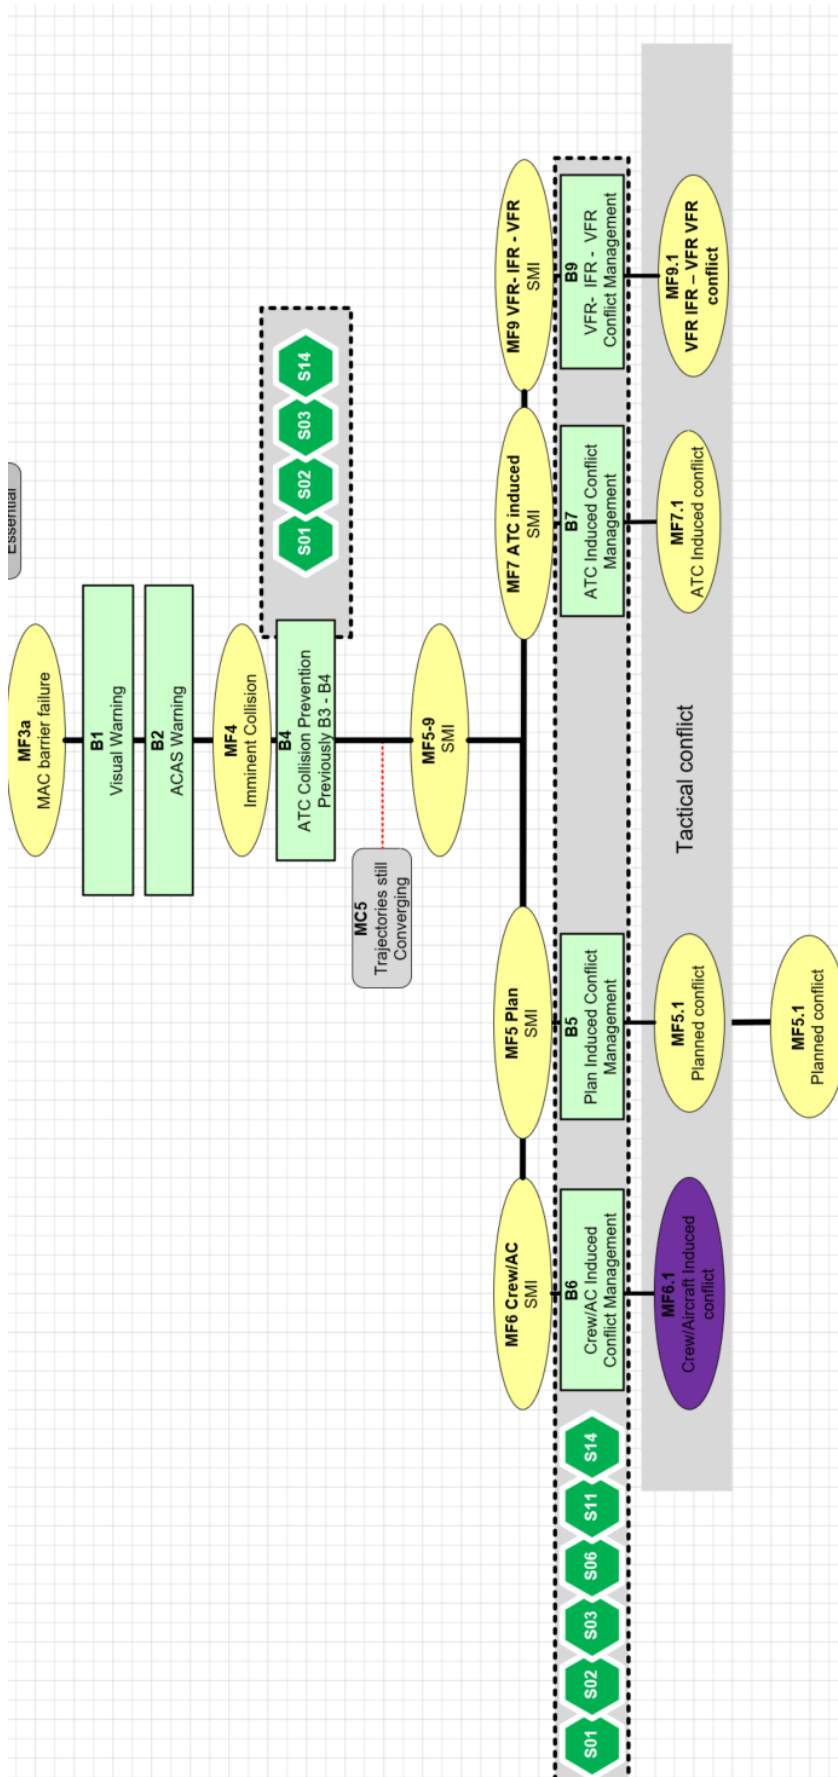 Essential
MF3a
MAC barrier failure
B1
Visual Warning
B2
ACAS Warning
MF4
Imminent Collision
B4
ATC Collision Prevention
Previously B3 - B4
S01
S02
S03
S14
MC5
Trajectories still
Converging
MF5-9
SMI
MF6 Crew/AC
SMI
MF5 Plan
SMI
MF7 ATC induced
SMI
MF9 VFR- IFR - VFR
SMI
S01
S02
S03
S06
S11
S14
B6
Crew/AC Induced
Conflict Management
B5
Plan Induced Conflict
Management
B7
ATC Induced Conflict
Management
B9
VFR- IFR - VFR
Conflict Management
MF6.1
Crew/Aircraft Induced
conflict
MF5.1
Planned conflict
Tactical conflict
MF7.1
ATC Induced conflict
MF9.1
VFR IFR – VFR VFR
conflict
MF5.1
Planned conflict